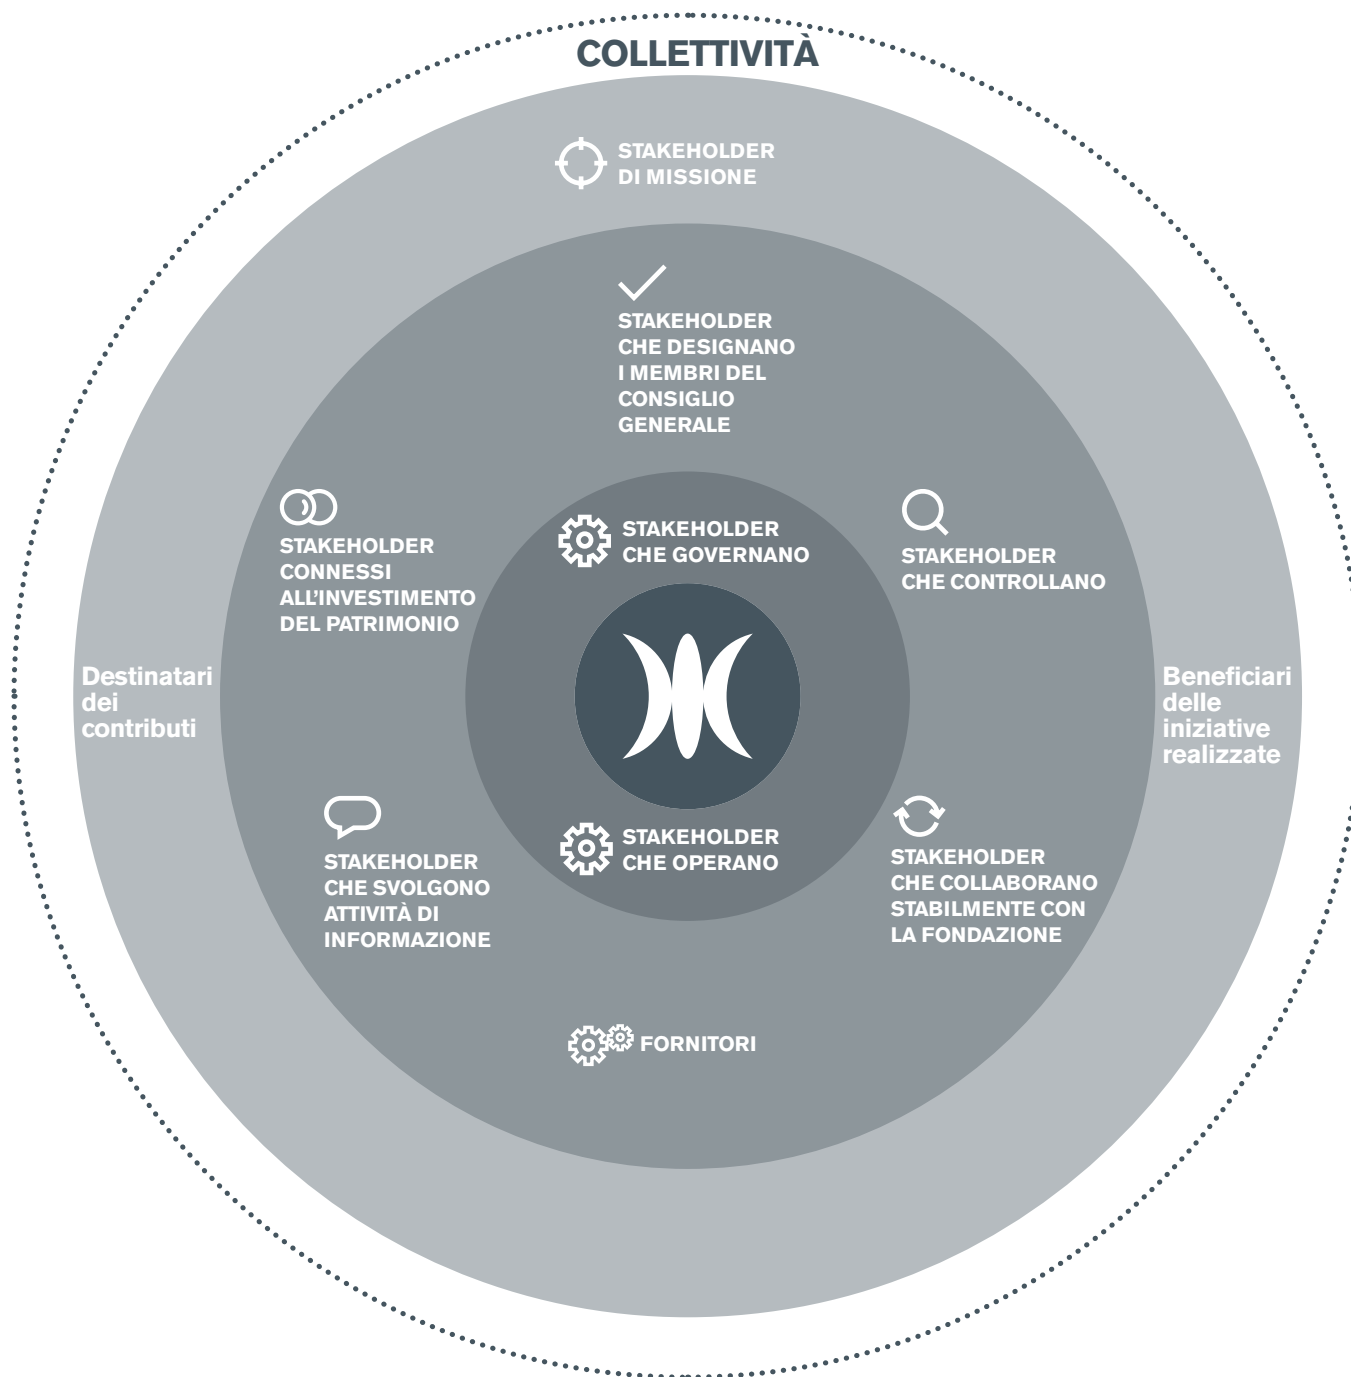 COLLETTIVITÀ
STAKEHOLDER
DI MISSIONE
STAKEHOLDER
CHE DESIGNANO
I MEMBRI DEL
CONSIGLIO
GENERALE
STAKEHOLDER
CONNESSI
ALL'INVESTIMENTO
DEL PATRIMONIO
STAKEHOLDER
CHE GOVERNANO
STAKEHOLDER
CHE CONTROLLANO
Destinatari
dei
contributi
Beneficiari
delle
iniziative
realizzate
STAKEHOLDER
CHE SVOLGONO
ATTIVITÀ DI
INFORMAZIONE
STAKEHOLDER
CHE OPERANO
STAKEHOLDER
CHE COLLABORANO
STABILMENTE CON
LA FONDAZIONE
FORNITORI